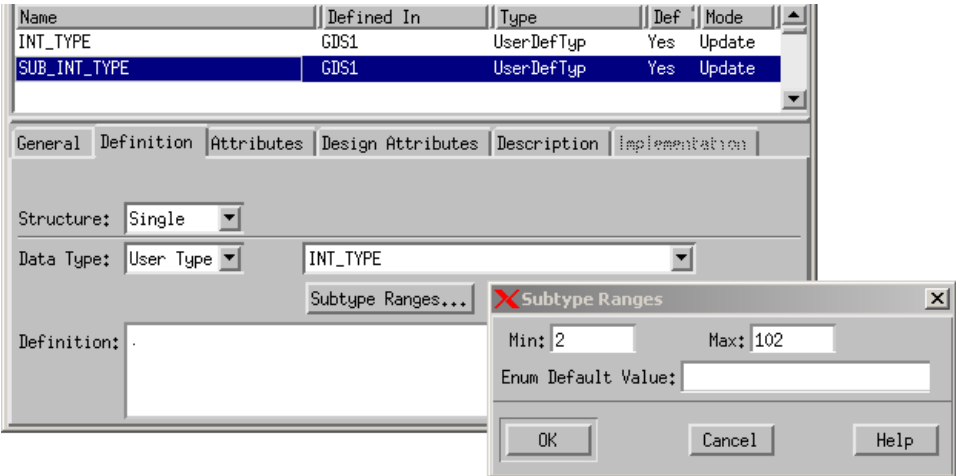 Name Defined In Type Def Mode
INT_TYPE GDS1 UserDefTyp Yes Update
SUB_INT_TYPE GDS1 UserDefTyp Yes Update
General Definition Attributes Design Attributes Description Implementation
Structure: Single
Data Type: User Type INT_TYPE
Subtype Ranges...
Definition: .
Subtype Ranges
Min: 2 Max: 102
Enum Default Value:
OK Cancel Help